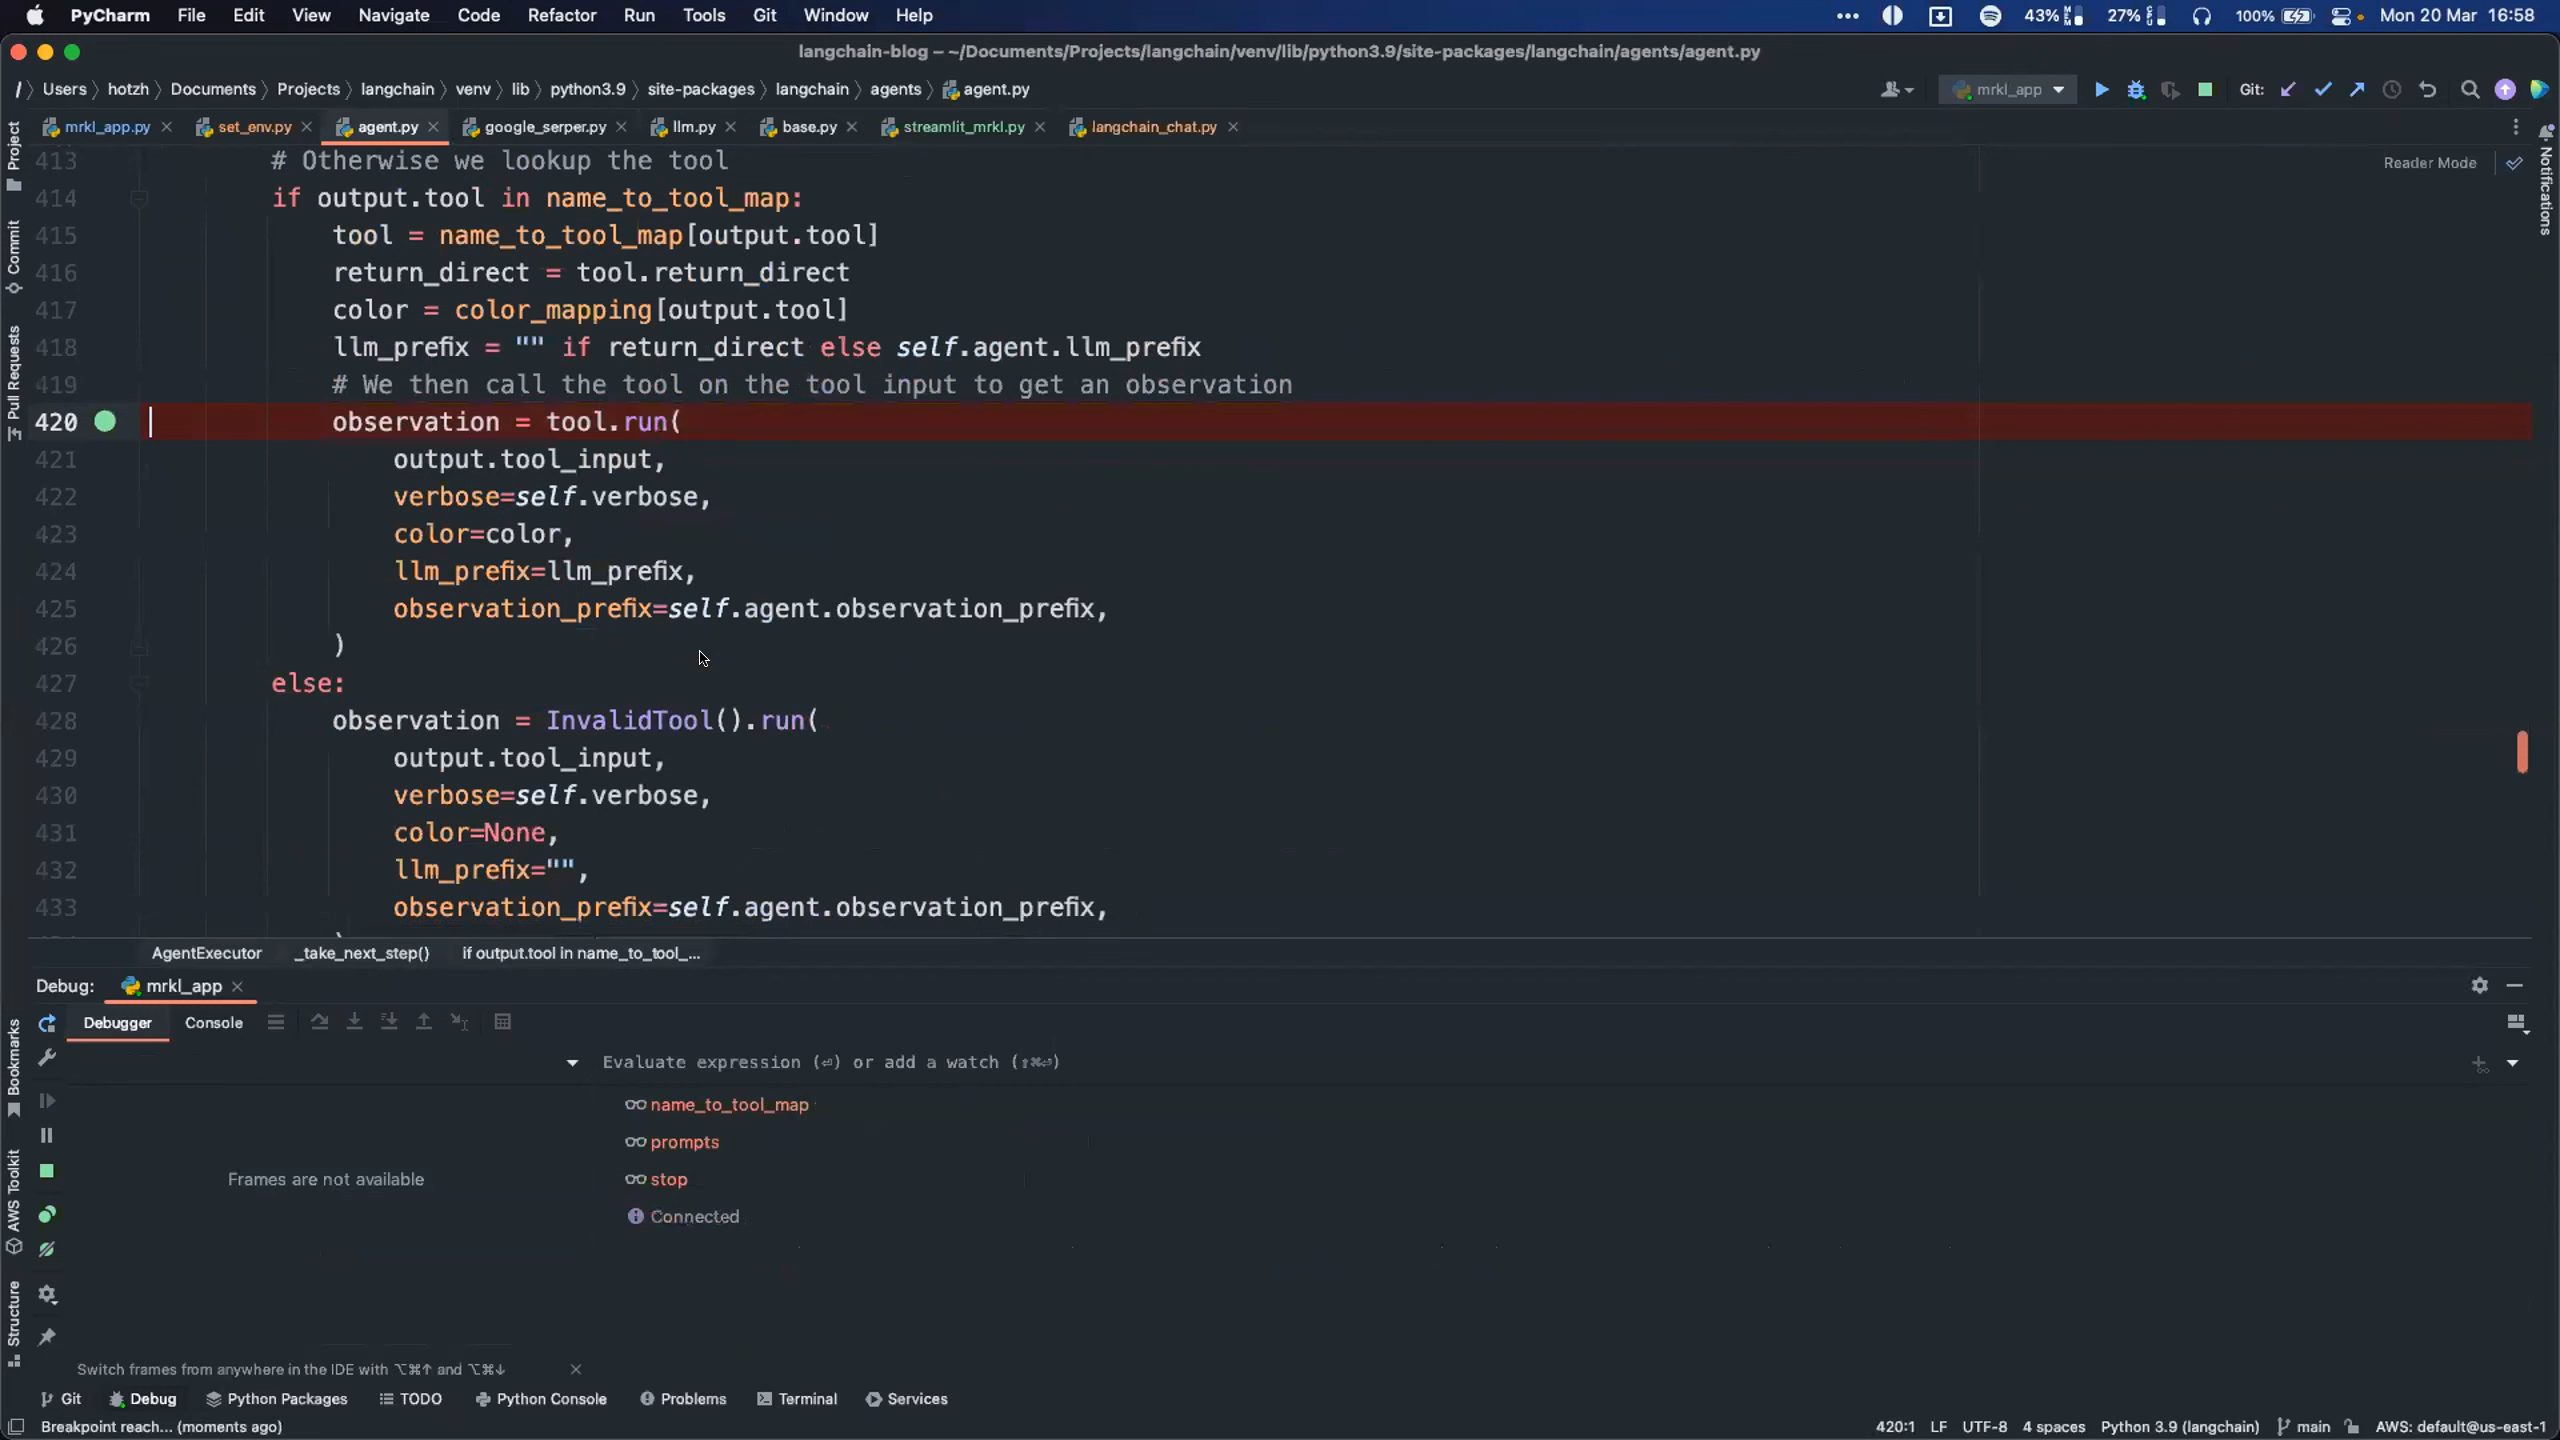 PyCharm File Edit View Navigate Code Refactor Run Tools Git Window Help ••• 43% 27% 100% Mon 20 Mar 16:58
langchain-blog – ~/Documents/Projects/langchain/venv/lib/python3.9/site-packages/langchain/agents/agent.py
/ Users hotzh Documents Projects langchain venv lib python3.9 site-packages langchain agents agent.py mrkl_app Git:
mrkl_app.py set_env.py agent.py google_serper.py llm.py base.py streamlit_mrkl.py langchain_chat.py
Reader Mode
413 # Otherwise we lookup the tool
414 if output.tool in name_to_tool_map:
415 tool = name_to_tool_map[output.tool]
416 return_direct = tool.return_direct
417 color = color_mapping[output.tool]
418 llm_prefix = "" if return_direct else self.agent.llm_prefix
419 # We then call the tool on the tool input to get an observation
420 observation = tool.run(
421 output.tool_input,
422 verbose=self.verbose,
423 color=color,
424 llm_prefix=llm_prefix,
425 observation_prefix=self.agent.observation_prefix,
426 )
427 else:
428 observation = InvalidTool().run(
429 output.tool_input,
430 verbose=self.verbose,
431 color=None,
432 llm_prefix="",
433 observation_prefix=self.agent.observation_prefix,
AgentExecutor _take_next_step() if output.tool in name_to_tool_...
Project
Commit
Pull Requests
Bookmarks
AWS Toolkit
Structure
Notifications
Debug: mrkl_app
Debugger Console
Evaluate expression (⏎) or add a watch (⇧⌘⏎)
name_to_tool_map
prompts
stop
Connected
Frames are not available
Switch frames from anywhere in the IDE with ⌥⌘↑ and ⌥⌘↓
Git Debug Python Packages TODO Python Console Problems Terminal Services
Breakpoint reach... (moments ago) 420:1 LF UTF-8 4 spaces Python 3.9 (langchain) main AWS: default@us-east-1